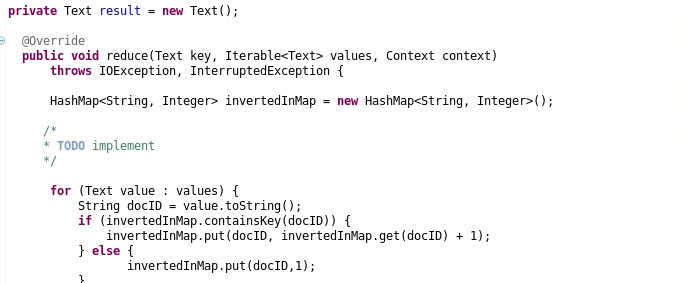 private Text result = new Text();
@Override
public void reduce(Text key, Iterable<Text> values, Context context)
throws IOException, InterruptedException {
HashMap<String, Integer> invertedInMap = new HashMap<String, Integer>();
/*
* TODO implement
*/
for (Text value : values) {
String docID = value.toString();
if (invertedInMap.containsKey(docID)) {
invertedInMap.put(docID, invertedInMap.get(docID) + 1);
} else {
invertedInMap.put(docID,1);
}